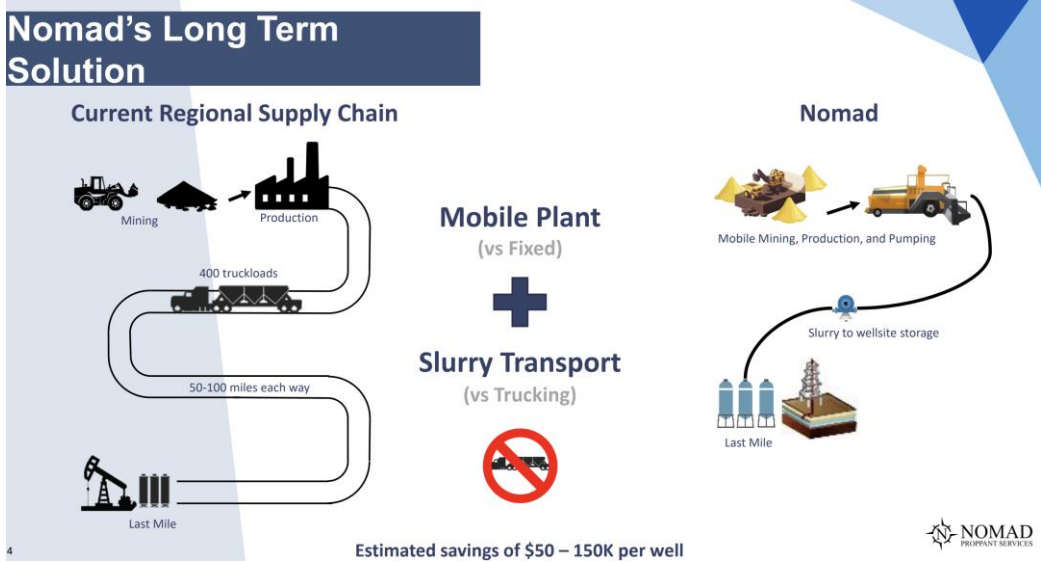 Nomad's Long Term
Solution
Current Regional Supply Chain
Mining
Production
400 truckloads
50-100 miles each way
Last Mile
Mobile Plant
(vs Fixed)
Slurry Transport
(vs Trucking)
Nomad
Mobile Mining, Production, and Pumping
Slurry to wellsite storage
Last Mile
4
Estimated savings of $50 – 150K per well
NOMAD
PROPPANT SERVICES